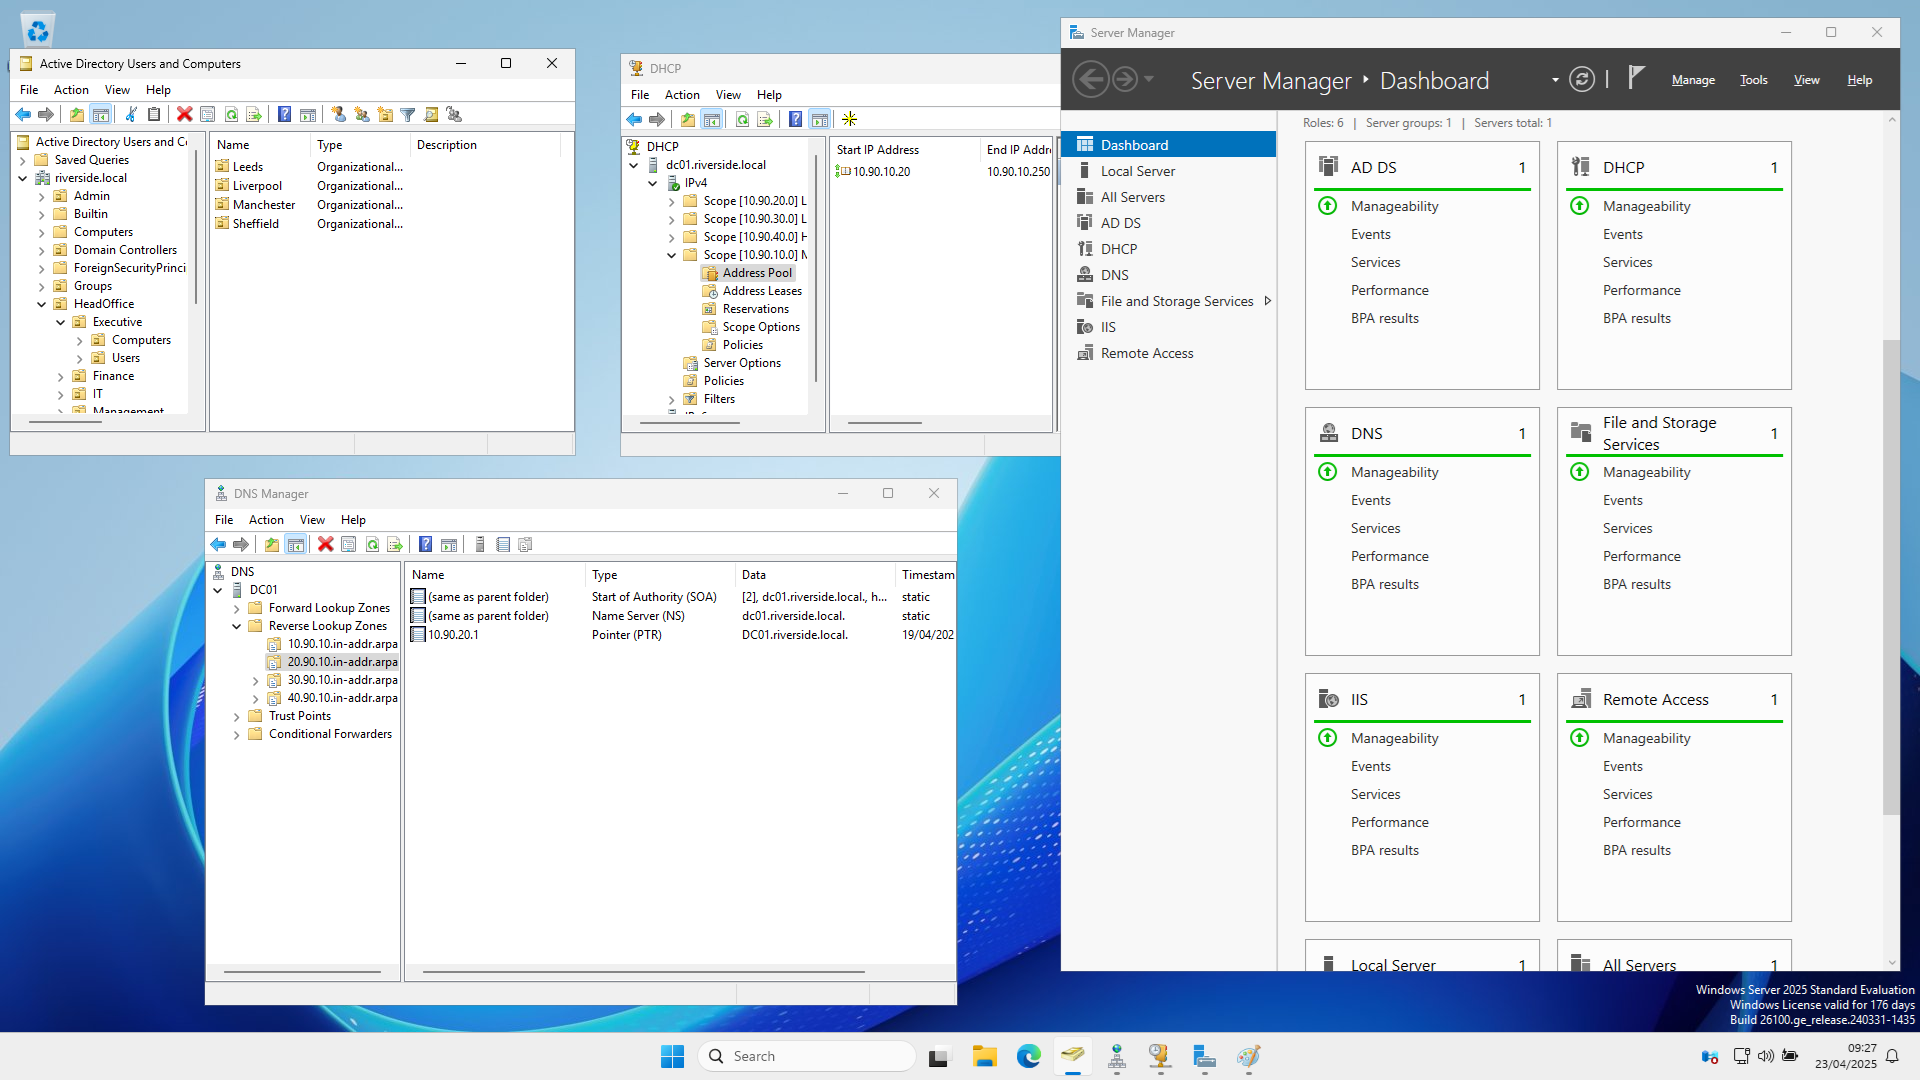 Active Directory Users and Computers
File Action View Help
Active Directory Users and Co
Saved Queries
riverside.local
Admin
Builtin
Computers
Domain Controllers
ForeignSecurityPrinci
Groups
HeadOffice
Executive
Computers
Users
Finance
IT
Management
Name Type Description
Leeds Organizational...
Liverpool Organizational...
Manchester Organizational...
Sheffield Organizational...
DHCP
File Action View Help
DHCP
dc01.riverside.local
IPv4
Scope [10.90.20.0] L
Scope [10.90.30.0] L
Scope [10.90.40.0] H
Scope [10.90.10.0] M
Address Pool
Address Leases
Reservations
Scope Options
Policies
Server Options
Policies
Filters
Start IP Address End IP Addre
10.90.10.20 10.90.10.250
DNS Manager
File Action View Help
DNS
DC01
Forward Lookup Zones
Reverse Lookup Zones
10.90.10.in-addr.arpa
20.90.10.in-addr.arpa
30.90.10.in-addr.arpa
40.90.10.in-addr.arpa
Trust Points
Conditional Forwarders
Name Type Data Timestam
(same as parent folder) Start of Authority (SOA) [2], dc01.riverside.local., h... static
(same as parent folder) Name Server (NS) dc01.riverside.local. static
10.90.20.1 Pointer (PTR) DC01.riverside.local. 19/04/202
Server Manager
Server Manager Dashboard
Manage Tools View Help
Dashboard
Local Server
All Servers
AD DS
DHCP
DNS
File and Storage Services
IIS
Remote Access
Roles: 6 | Server groups: 1 | Servers total: 1
AD DS 1
Manageability
Events
Services
Performance
BPA results
DHCP 1
Manageability
Events
Services
Performance
BPA results
DNS 1
Manageability
Events
Services
Performance
BPA results
File and Storage
Services 1
Manageability
Events
Services
Performance
BPA results
IIS 1
Manageability
Events
Services
Performance
BPA results
Remote Access 1
Manageability
Events
Services
Performance
BPA results
Local Server 1
All Servers 1
Windows Server 2025 Standard Evaluation
Windows License valid for 176 days
Build 26100.ge_release.240331-1435
Search
09:27
23/04/2025